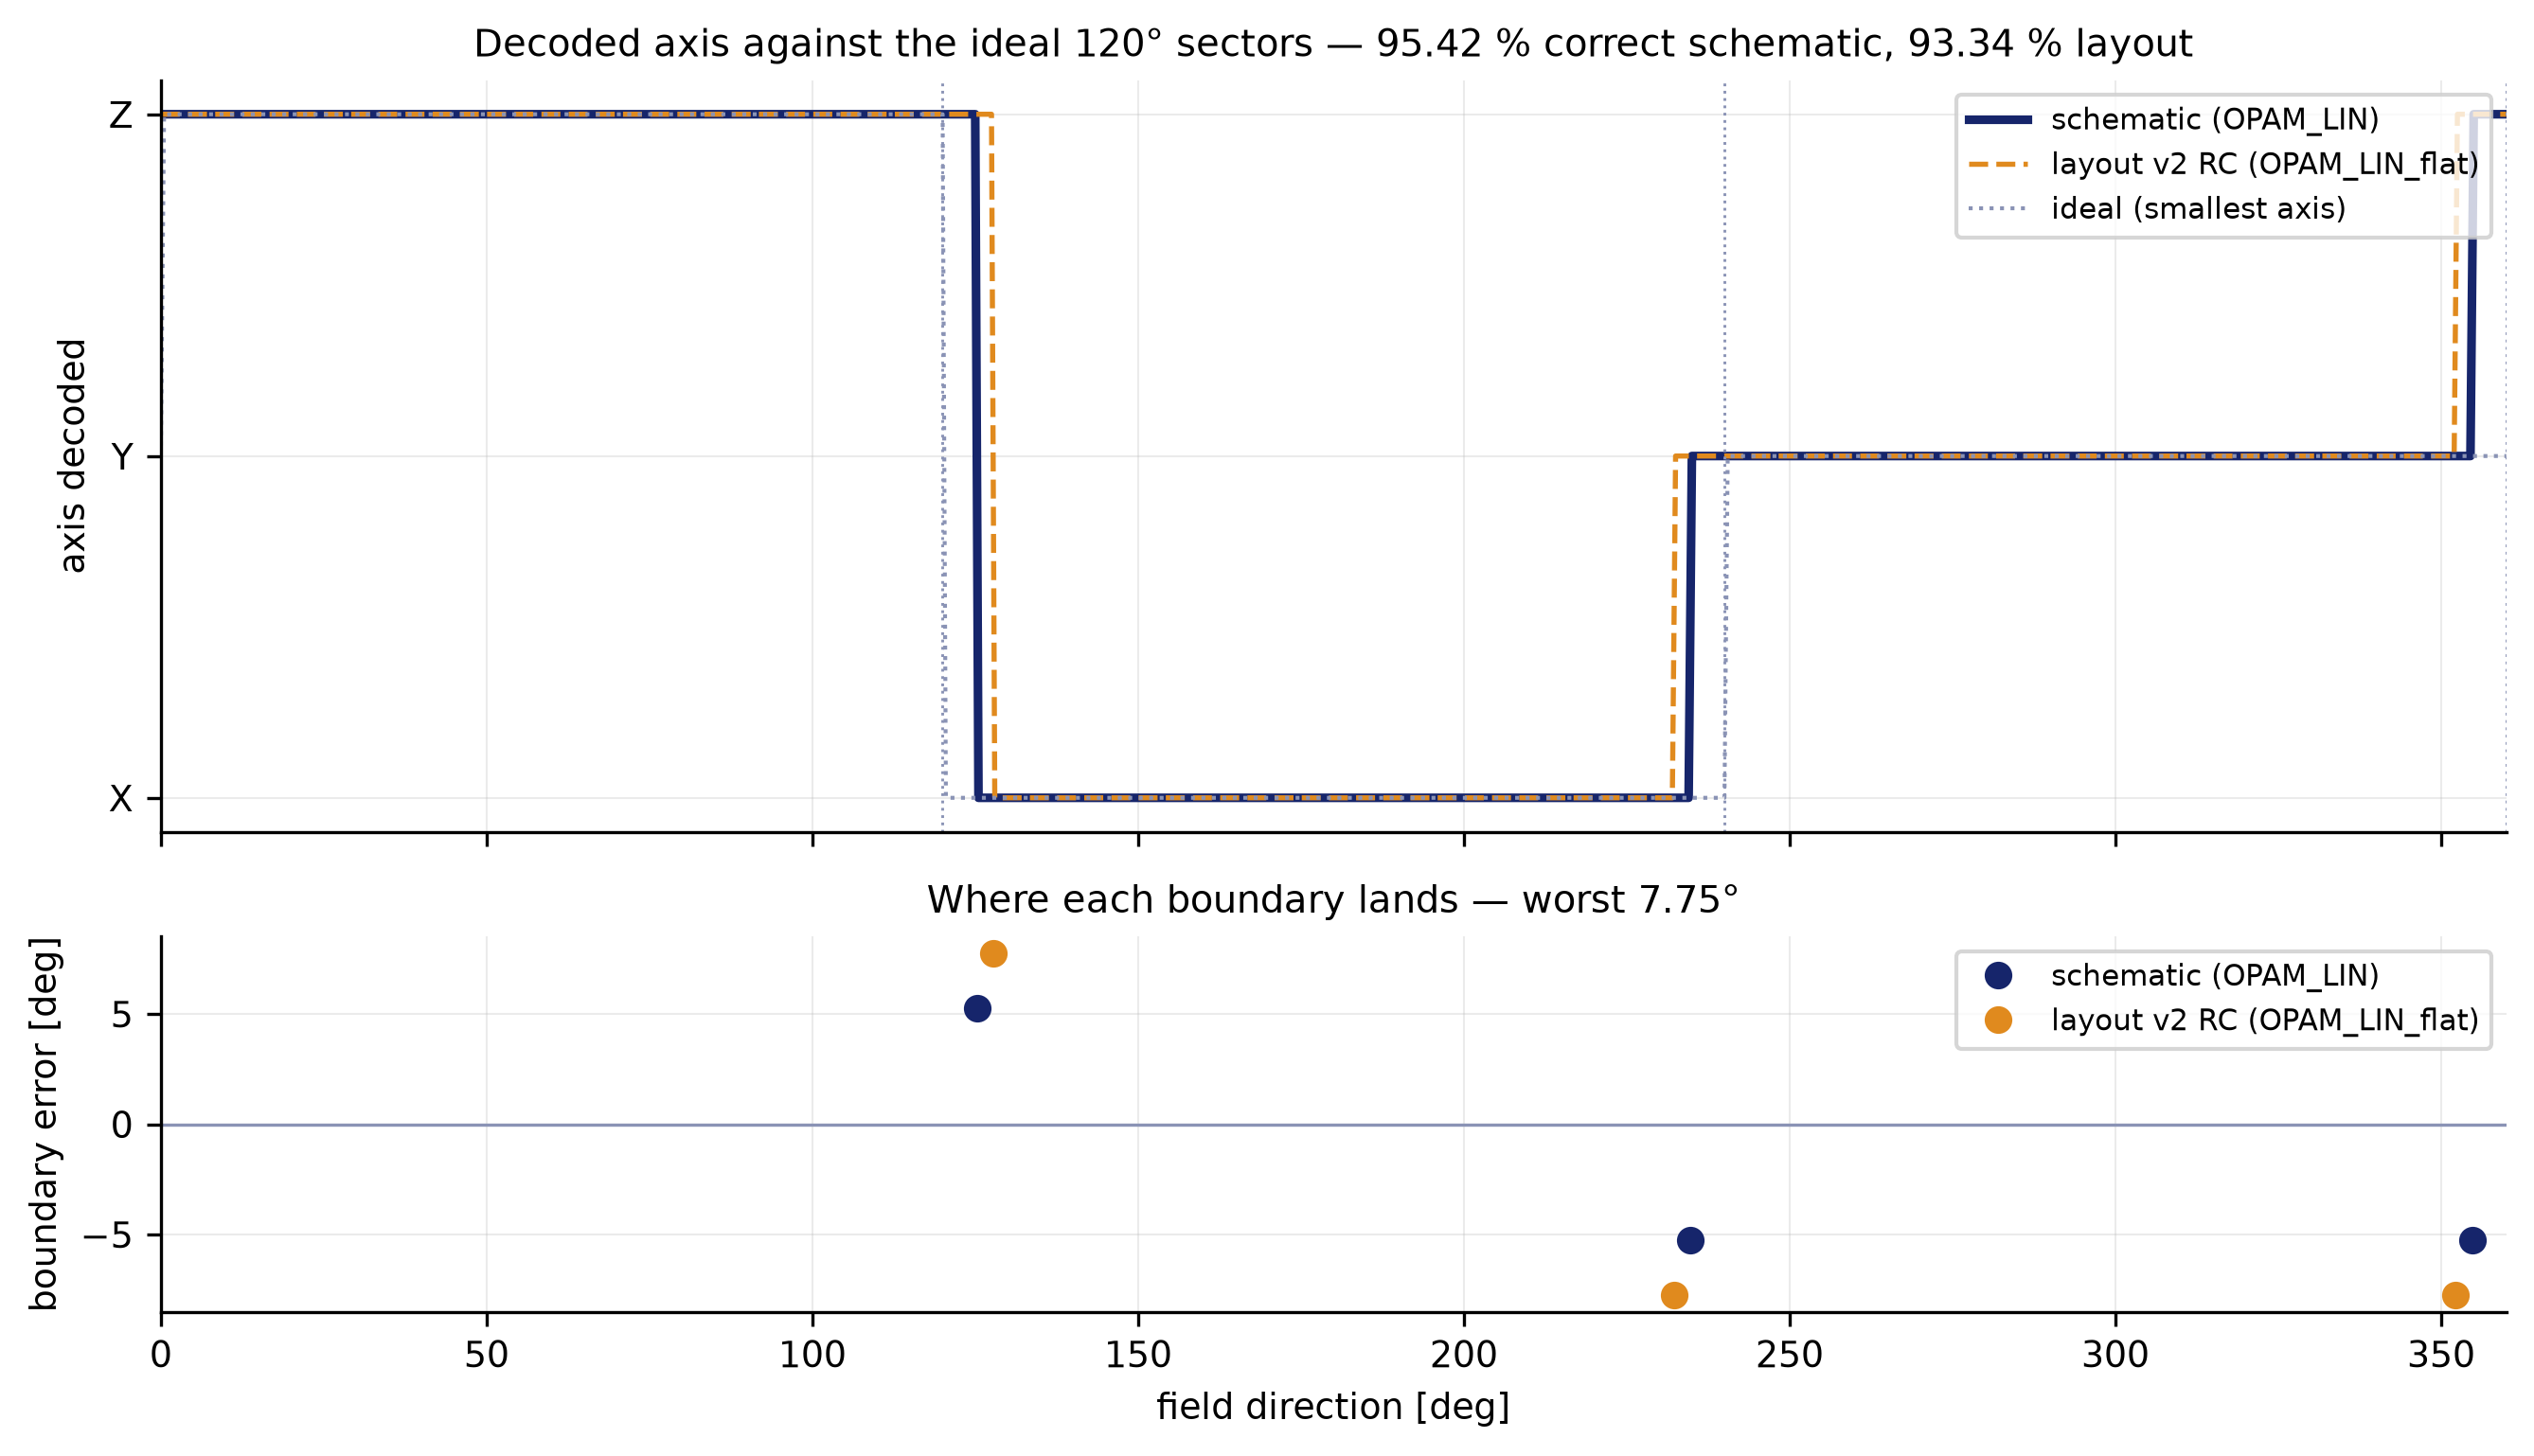 Decoded axis against the ideal 120° sectors — 95.42 % correct schematic, 93.34 % layout
axis decoded
Z
Y
X
schematic (OPAM_LIN)
layout v2 RC (OPAM_LIN_flat)
ideal (smallest axis)
Where each boundary lands — worst 7.75°
boundary error [deg]
5
0
−5
schematic (OPAM_LIN)
layout v2 RC (OPAM_LIN_flat)
0 50 100 150 200 250 300 350
field direction [deg]